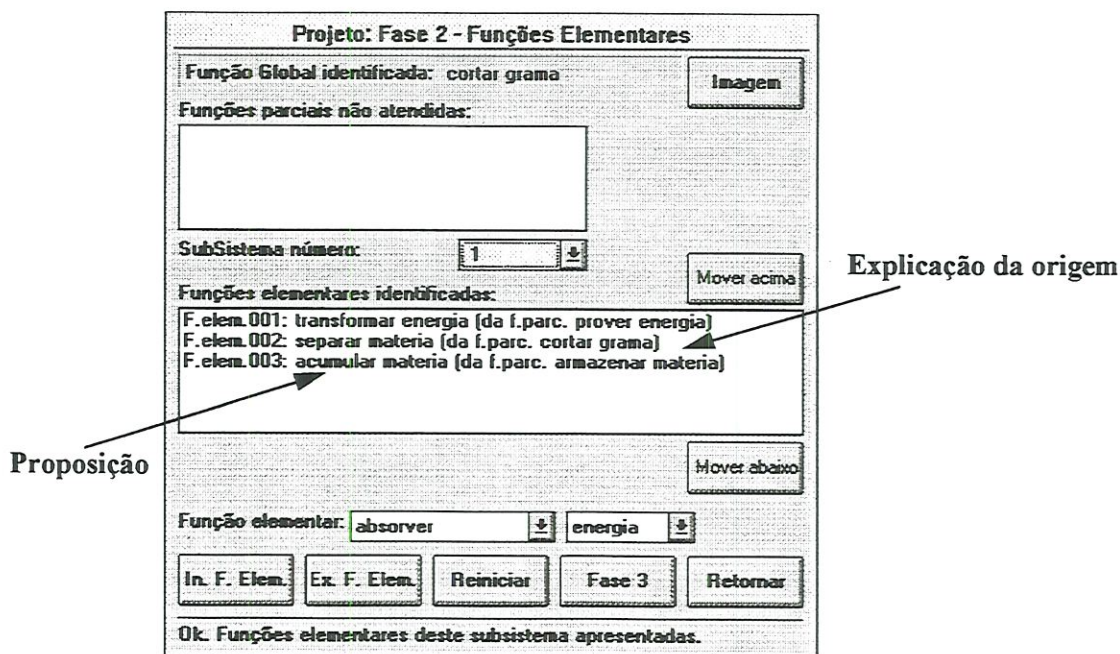 Projeto: Fase 2 - Funções Elementares
Função Global identificada: cortar grama
Imagem
Funções parciais não atendidas:
SubSistema número:
1
Mover acima
Explicação da origem
Funções elementares identificadas:
F.elem.001: transformar energia (da f.parc. prover energia)
F.elem.002: separar materia (da f.parc. cortar grama)
F.elem.003: acumular materia (da f.parc. armazenar materia)
Proposição
Mover abaixo
Função elementar:
absorver
energia
In. F. Elem.
Ex. F. Elem.
Reiniciar
Fase 3
Retornar
Ok. Funções elementares deste subsistema apresentadas.